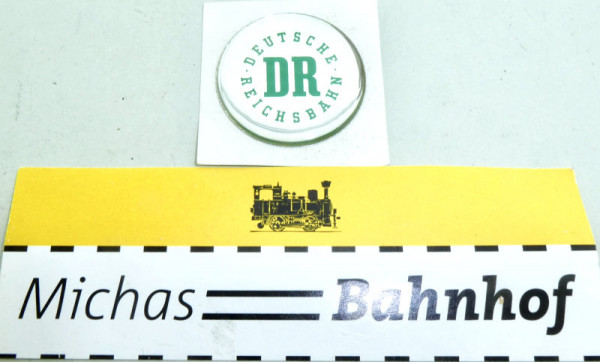 · DEUTSCHE ·
DR
REICHSBAHN
Michas Bahnhof